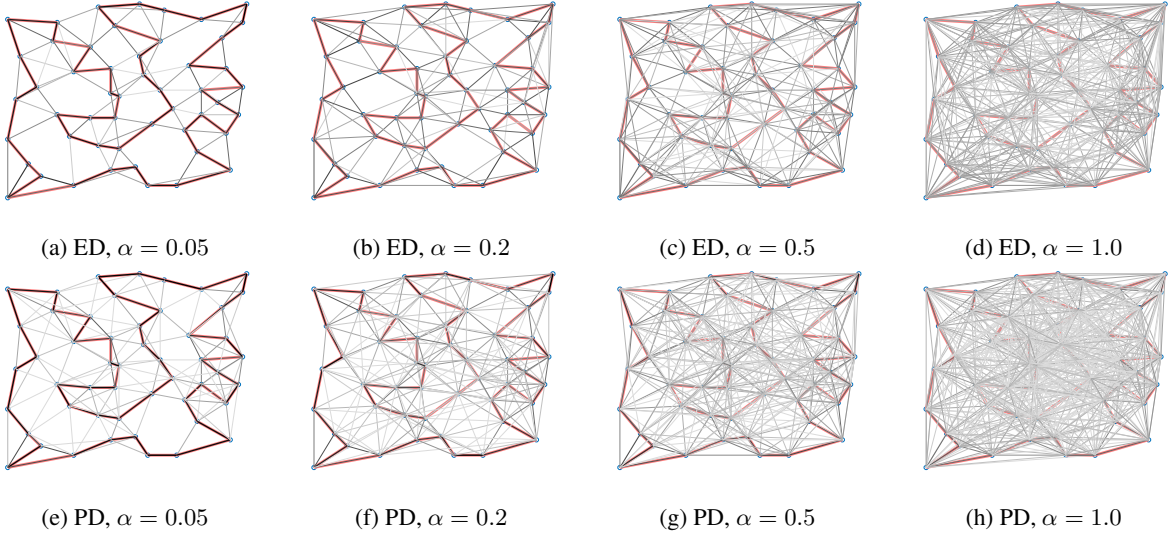 (a) ED, α = 0.05 (b) ED, α = 0.2 (c) ED, α = 0.5 (d) ED, α = 1.0
(e) PD, α = 0.05 (f) PD, α = 0.2 (g) PD, α = 0.5 (h) PD, α = 1.0